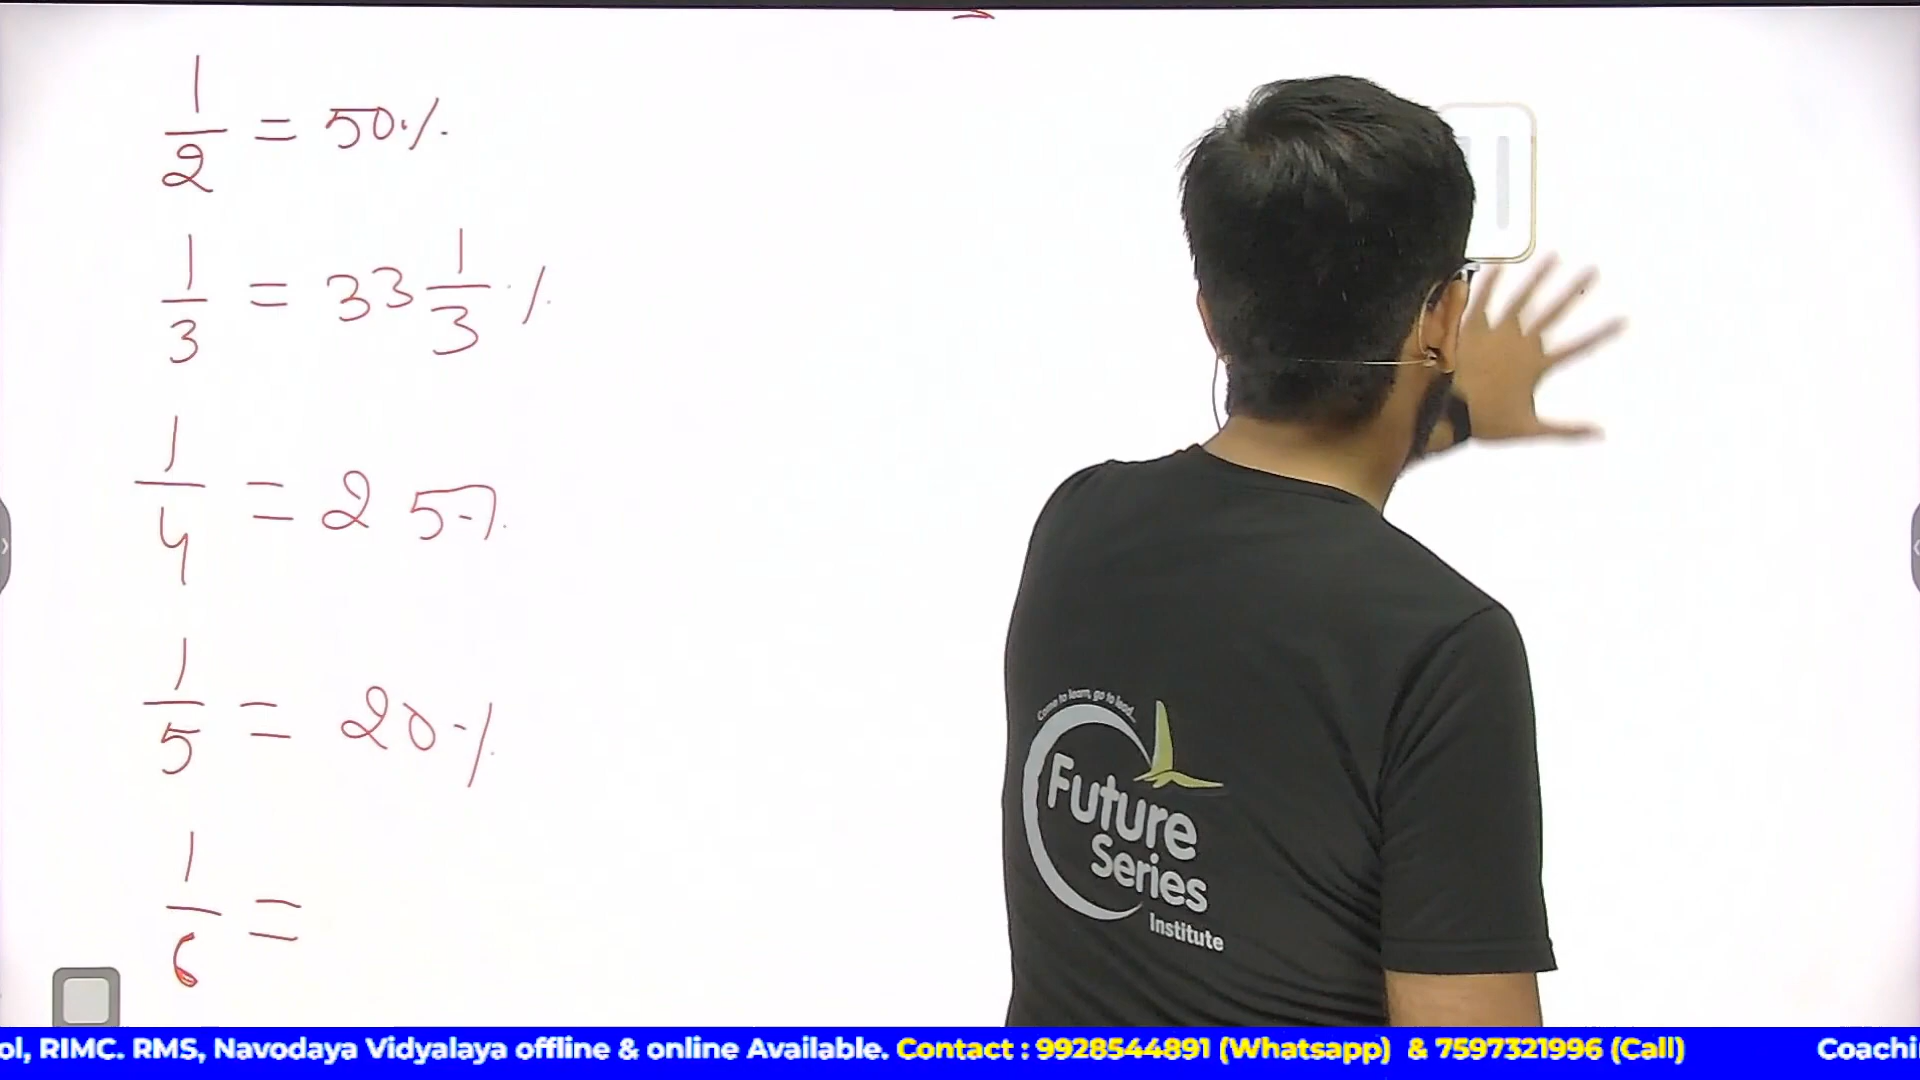 1/2 = 50%
1/3 = 33 1/3 %
1/4 = 25%
1/5 = 20%
1/6 =
Come to learn, go to lead...
Future
Series
Institute
ol, RIMC. RMS, Navodaya Vidyalaya offline & online Available. Contact : 9928544891 (Whatsapp) & 7597321996 (Call) Coachi